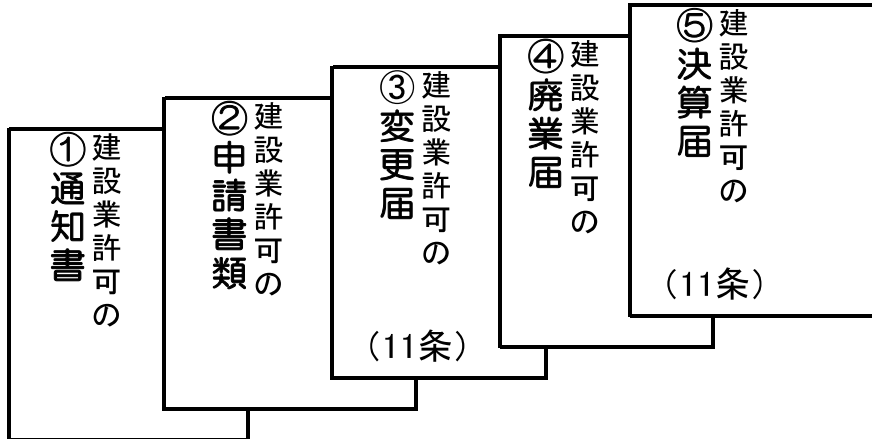 建設業許可の
①通知書
建設業許可の
②申請書類
建設業許可の
③変更届
（11条）
建設業許可の
④廃業届
建設業許可の
⑤決算届
（11条）